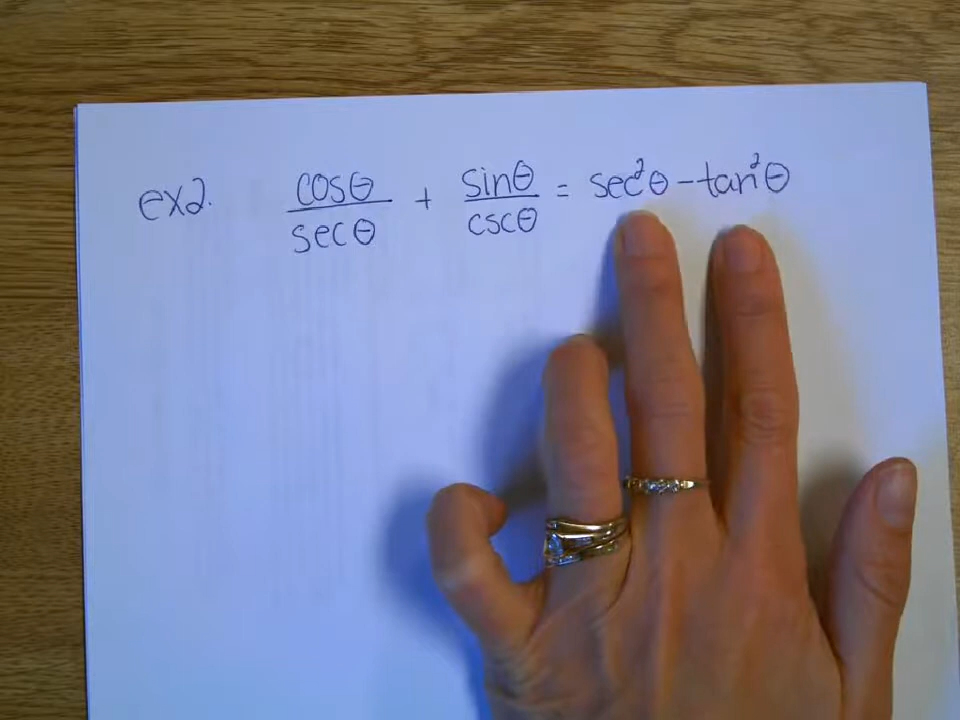 ex2. cosθ/secθ + sinθ/cscθ = sec²θ - tan²θ